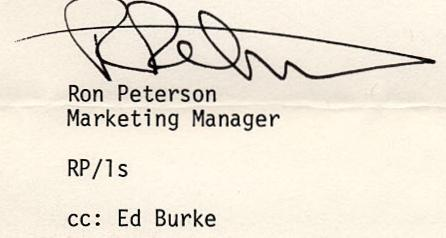 Ron Peterson
Marketing Manager
RP/ls
cc: Ed Burke